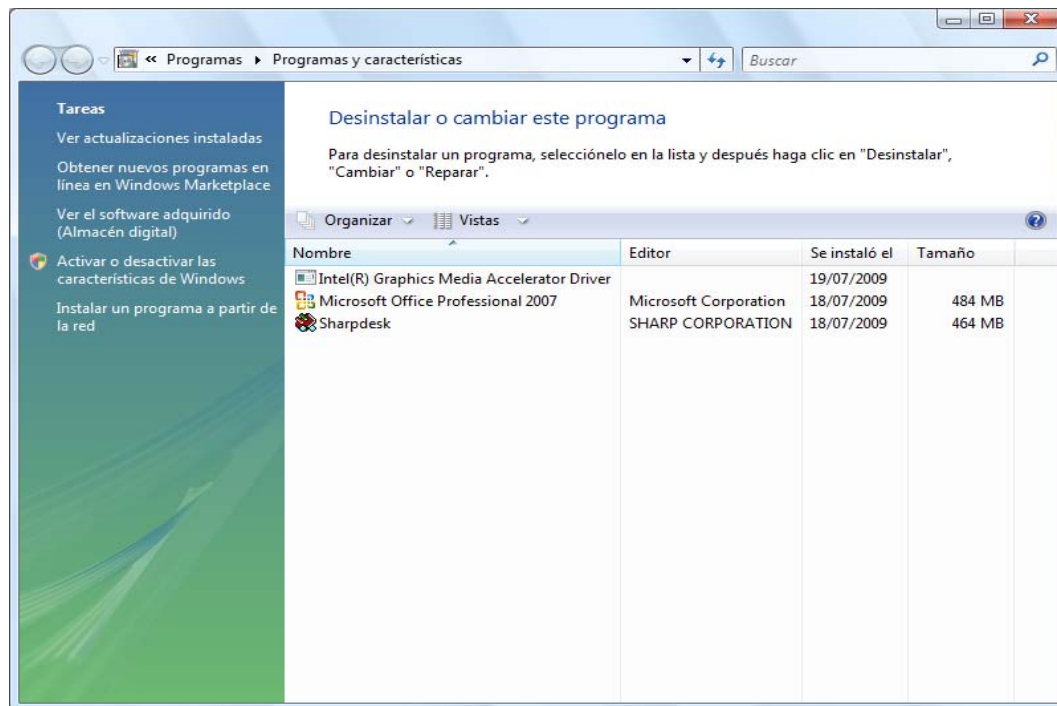 « Programas ▸ Programas y características
Buscar
Tareas
Ver actualizaciones instaladas
Obtener nuevos programas en
línea en Windows Marketplace
Ver el software adquirido
(Almacén digital)
Activar o desactivar las
características de Windows
Instalar un programa a partir de
la red
Desinstalar o cambiar este programa
Para desinstalar un programa, selecciónelo en la lista y después haga clic en "Desinstalar",
"Cambiar" o "Reparar".
Organizar Vistas
Nombre Editor Se instaló el Tamaño
Intel(R) Graphics Media Accelerator Driver 19/07/2009
Microsoft Office Professional 2007 Microsoft Corporation 18/07/2009 484 MB
Sharpdesk SHARP CORPORATION 18/07/2009 464 MB